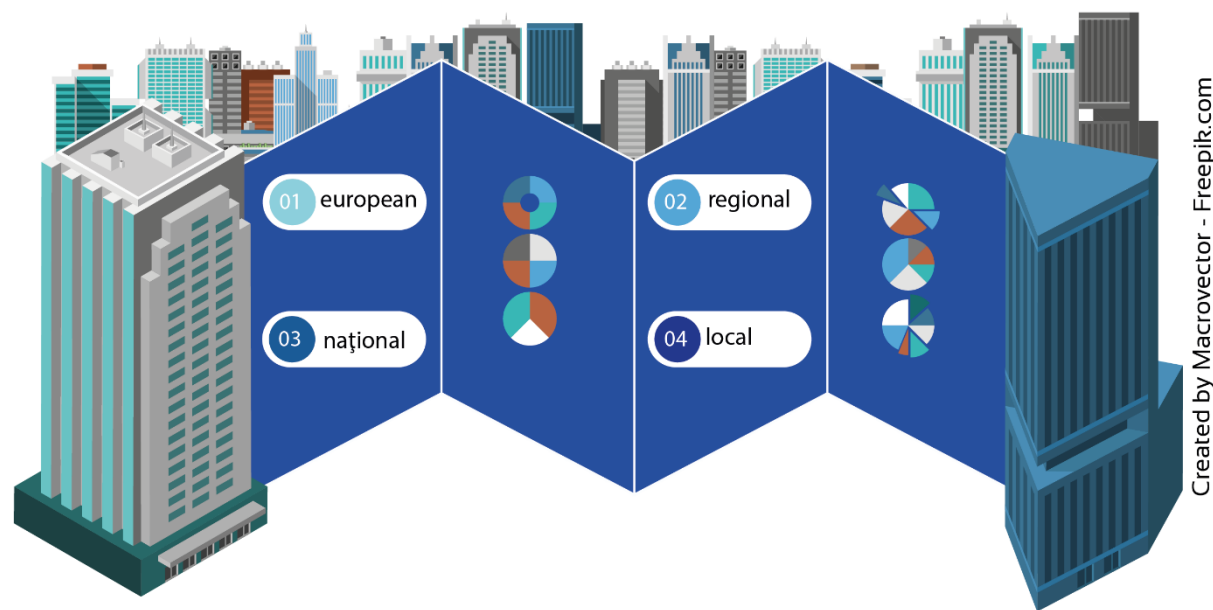 01 european
02 regional
03 naţional
04 local
Created by Macrovector - Freepik.com